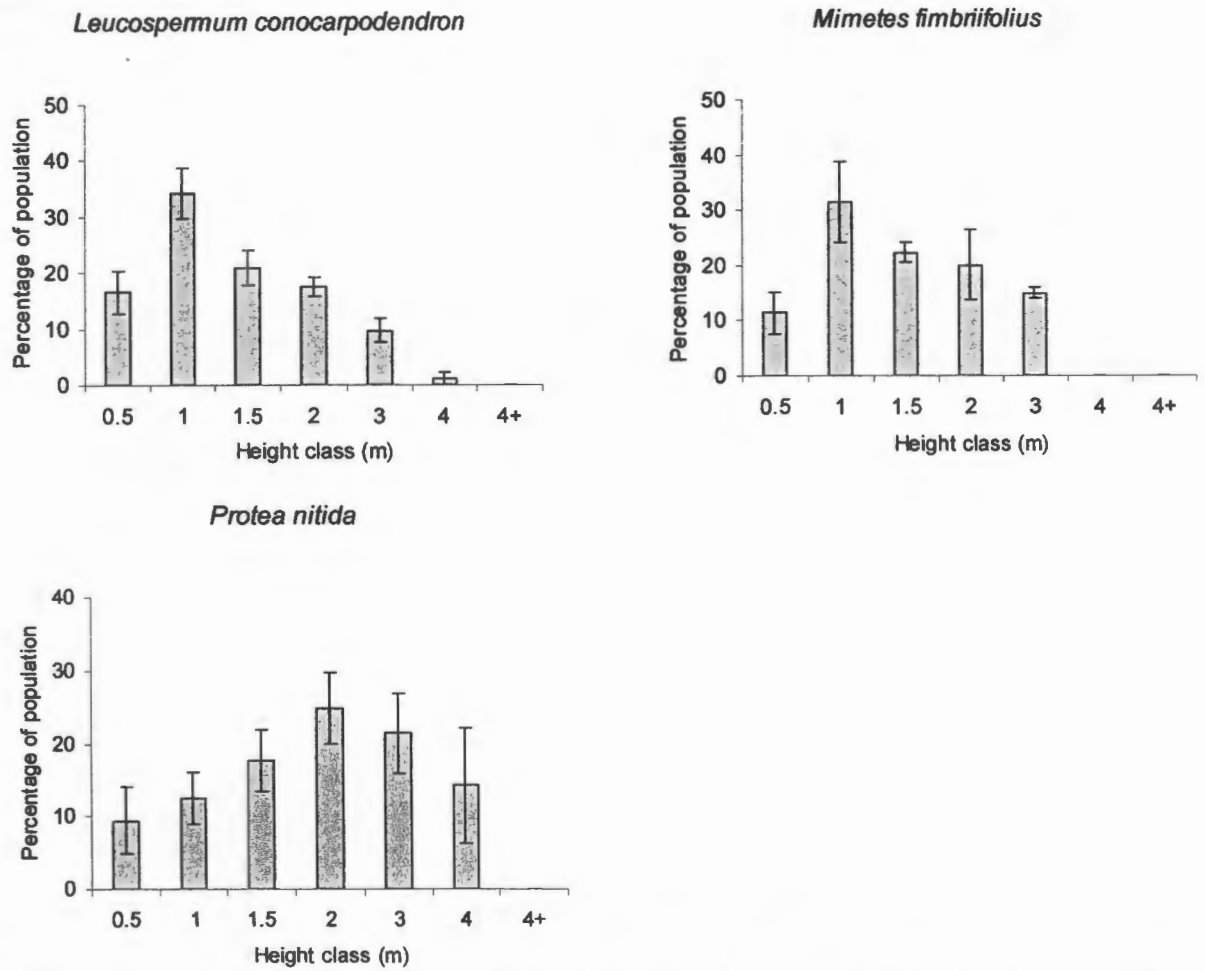 Leucospermum conocarpodendron
Percentage of population
50
40
30
20
10
0
0.5 1 1.5 2 3 4 4+
Height class (m)
Mimetes fimbriifolius
Percentage of population
50
40
30
20
10
0
0.5 1 1.5 2 3 4 4+
Height class (m)
Protea nitida
Percentage of population
40
30
20
10
0
0.5 1 1.5 2 3 4 4+
Height class (m)